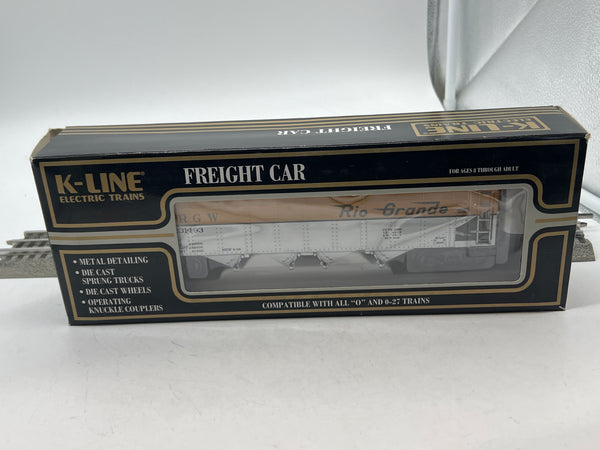 FREIGHT CAR
K-LINE
K-LINE
ELECTRIC TRAINS
FREIGHT CAR
FOR AGES 8 THROUGH ADULT
R G W
Rio Grande
• METAL DETAILING
• DIE CAST
SPRUNG TRUCKS
• DIE CAST WHEELS
• OPERATING
KNUCKLE COUPLERS
COMPATIBLE WITH ALL "O" AND 0-27 TRAINS